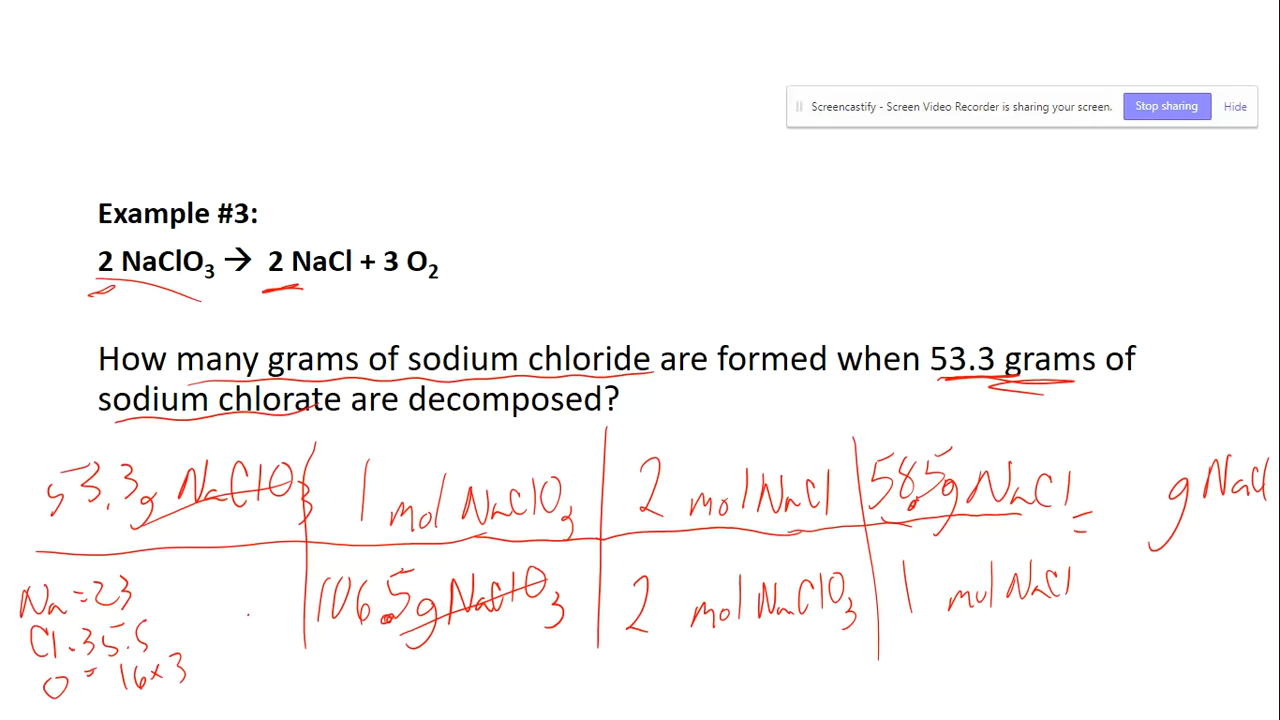 Screencastify - Screen Video Recorder is sharing your screen. Stop sharing Hide
Example #3:
2 NaClO₃ → 2 NaCl + 3 O₂
How many grams of sodium chloride are formed when 53.3 grams of
sodium chlorate are decomposed?
53.3g NaClO₃ 1 mol NaClO₃ 2 mol NaCl 58.5g NaCl = g NaCl
106.5g NaClO₃ 2 mol NaClO₃ 1 mol NaCl
Na = 23
Cl - 35.5
O = 16×3